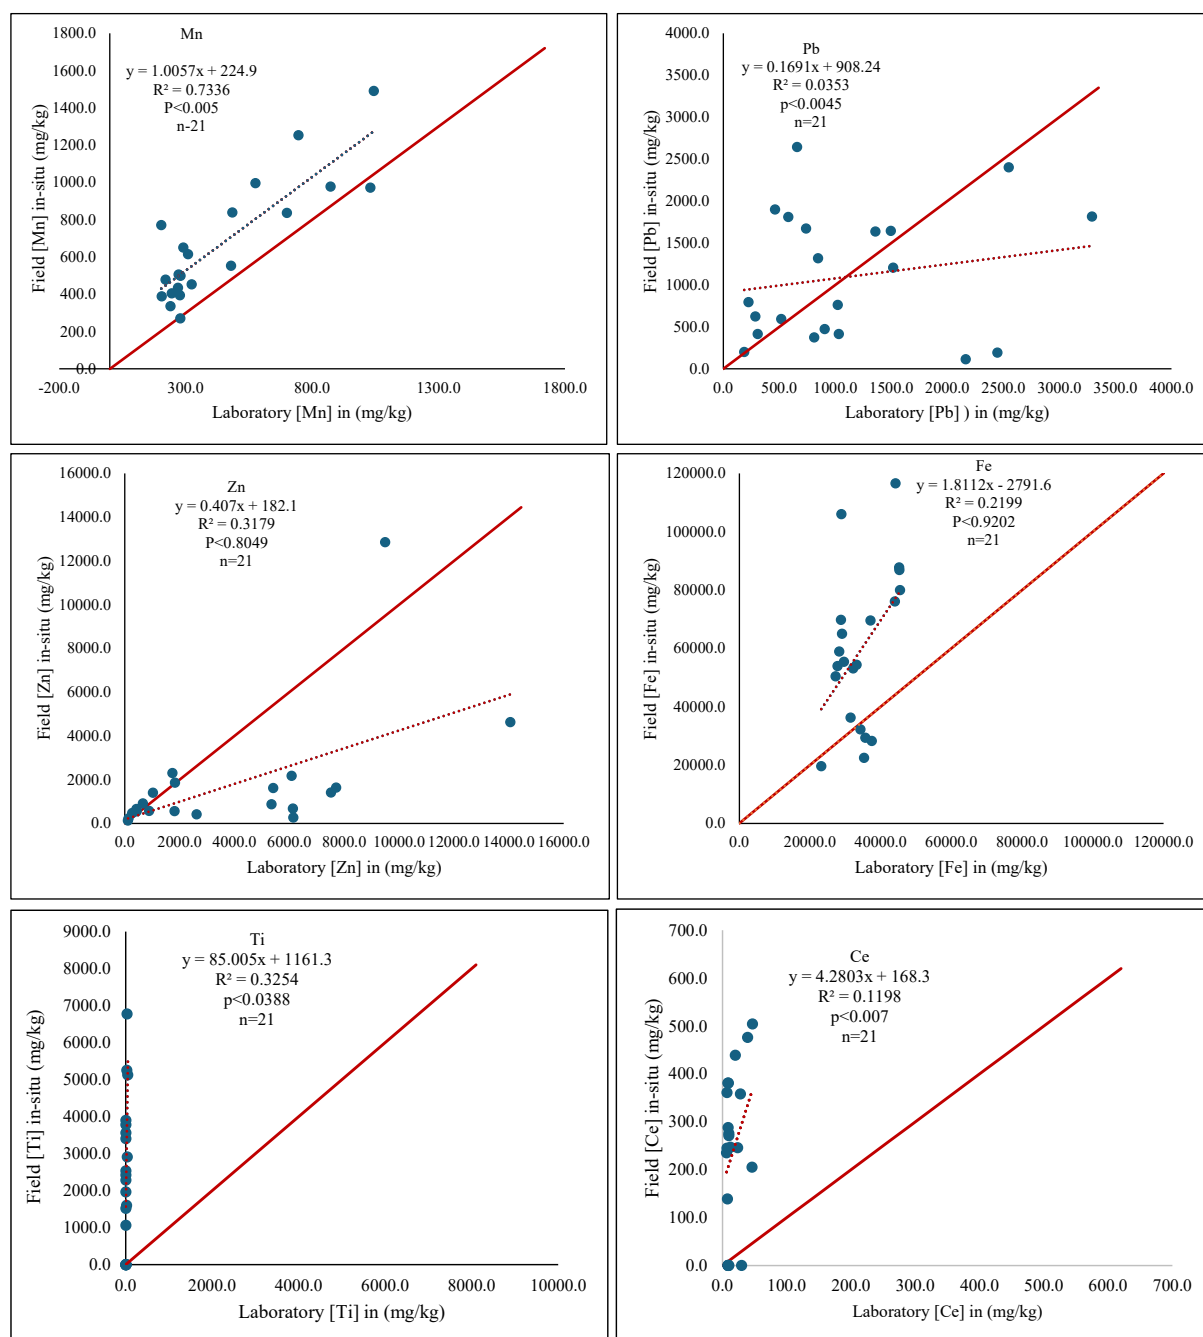 Mn
y = 1.0057x + 224.9
R² = 0.7336
P<0.005
n-21
Field [Mn] in-situ (mg/kg)
1800.0
1600.0
1400.0
1200.0
1000.0
800.0
600.0
400.0
200.0
0.0
-200.0 300.0 800.0 1300.0 1800.0
Laboratory [Mn] in (mg/kg)
Pb
y = 0.1691x + 908.24
R² = 0.0353
p<0.0045
n=21
Field [Pb] in-situ (mg/kg)
4000.0
3500.0
3000.0
2500.0
2000.0
1500.0
1000.0
500.0
0.0
0.0 500.0 1000.0 1500.0 2000.0 2500.0 3000.0 3500.0 4000.0
Laboratory [Pb] ) in (mg/kg)
Zn
y = 0.407x + 182.1
R² = 0.3179
P<0.8049
n=21
Field [Zn] in-situ (mg/kg)
16000.0
14000.0
12000.0
10000.0
8000.0
6000.0
4000.0
2000.0
0.0
0.0 2000.0 4000.0 6000.0 8000.0 10000.0 12000.0 14000.0 16000.0
Laboratory [Zn] in (mg/kg)
Fe
y = 1.8112x - 2791.6
R² = 0.2199
P<0.9202
n=21
Field [Fe] in-situ (mg/kg)
120000.0
100000.0
80000.0
60000.0
40000.0
20000.0
0.0
0.0 20000.0 40000.0 60000.0 80000.0 100000.0 120000.0
Laboratory [Fe] in (mg/kg)
Ti
y = 85.005x + 1161.3
R² = 0.3254
p<0.0388
n=21
Field [Ti] in-situ (mg/kg)
9000.0
8000.0
7000.0
6000.0
5000.0
4000.0
3000.0
2000.0
1000.0
0.0
0.0 2000.0 4000.0 6000.0 8000.0 10000.0
Laboratory [Ti] in (mg/kg)
Ce
y = 4.2803x + 168.3
R² = 0.1198
p<0.007
n=21
Field [Ce] in-situ (mg/kg)
700.0
600.0
500.0
400.0
300.0
200.0
100.0
0.0
0.0 100.0 200.0 300.0 400.0 500.0 600.0 700.0
Laboratory [Ce] in (mg/kg)